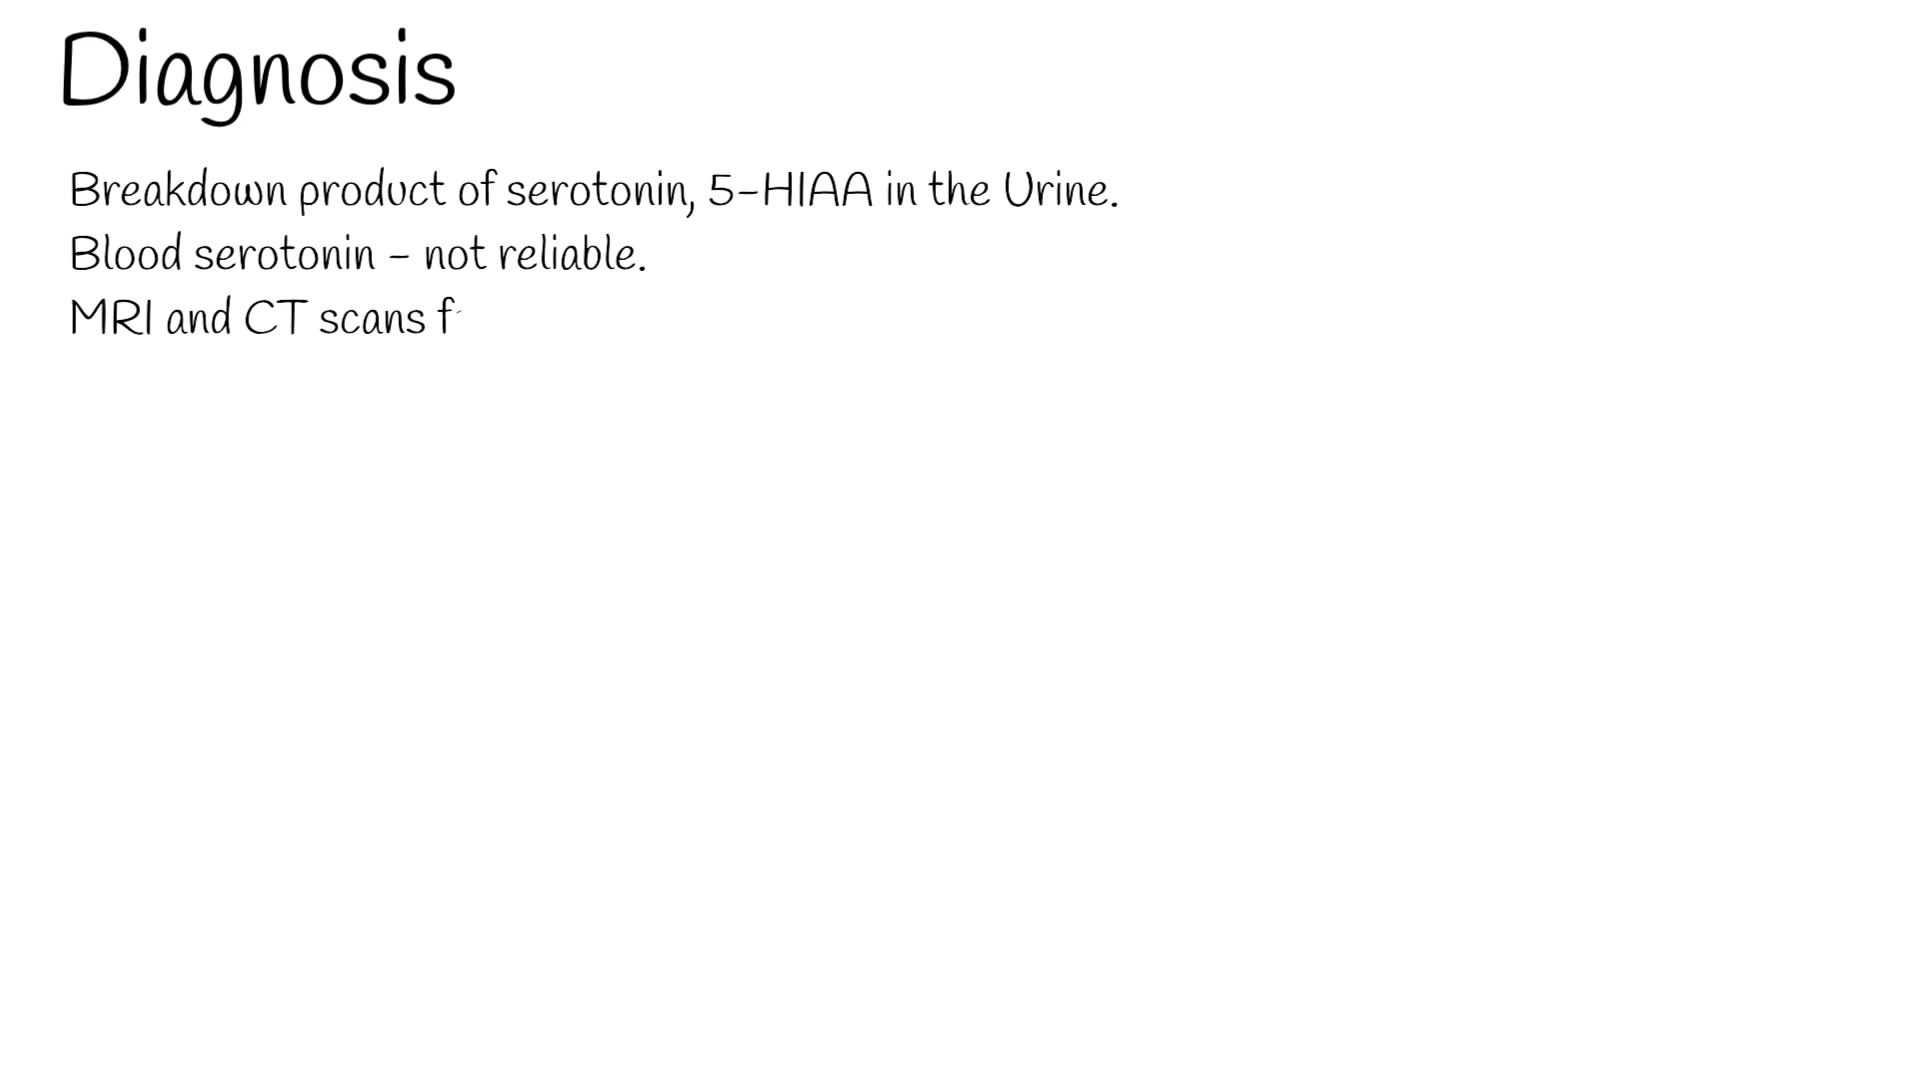 Diagnosis
Breakdown product of serotonin, 5-HIAA in the Urine.
Blood serotonin – not reliable.
MRI and CT scans f